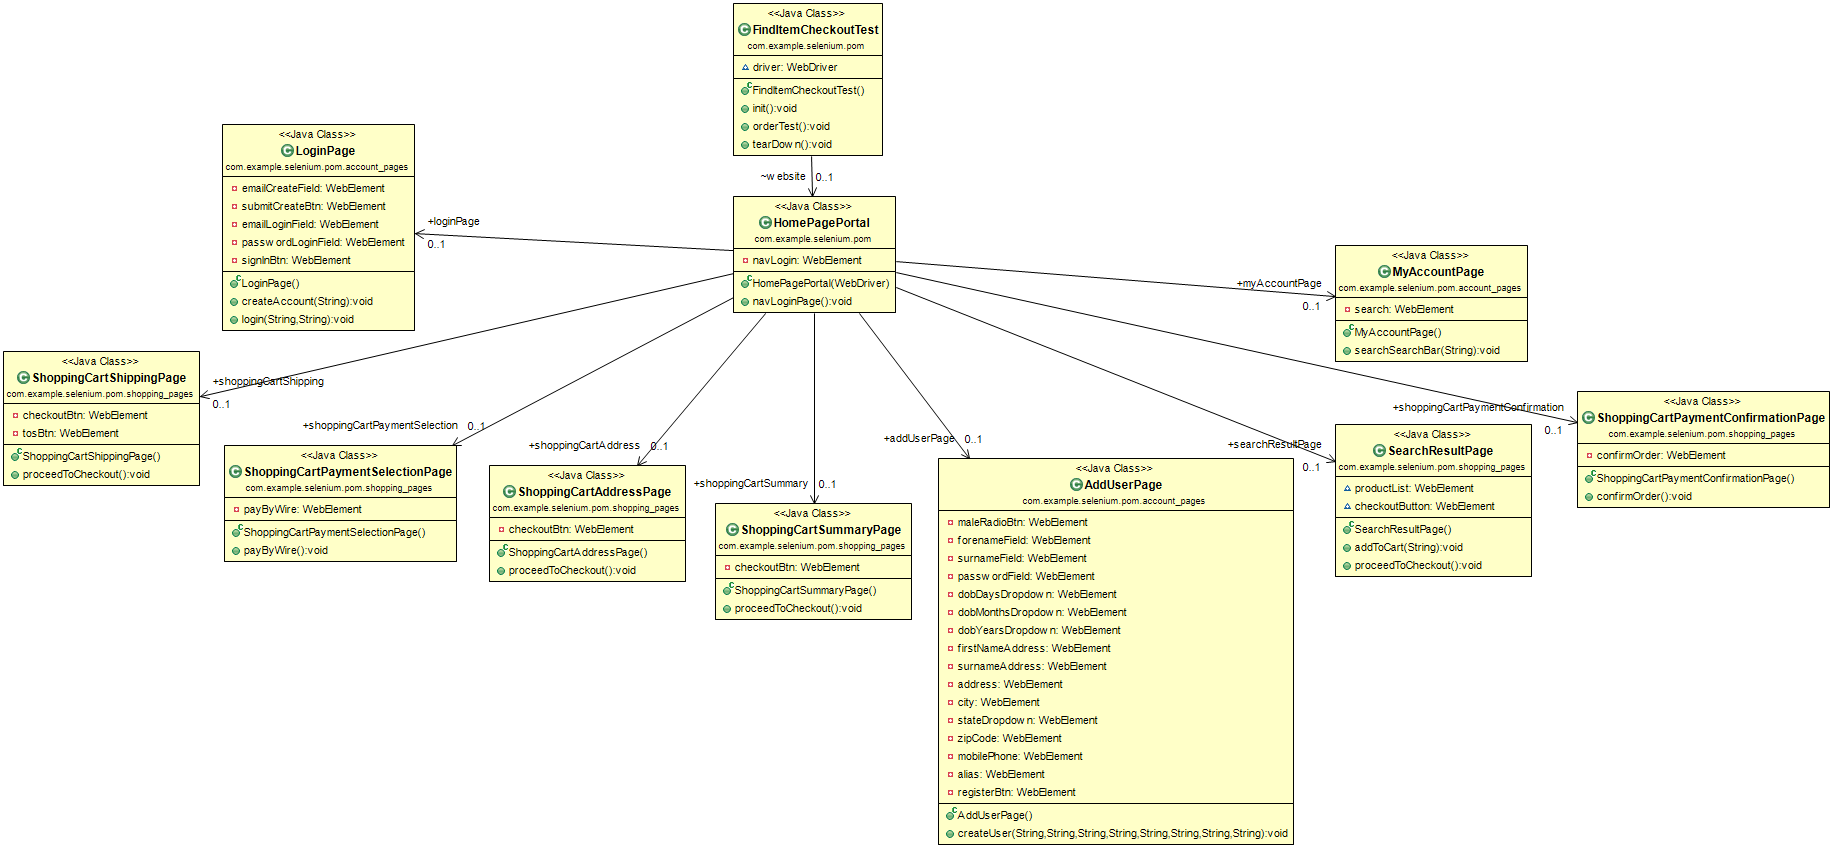 <<Java Class>>
FindItemCheckoutTest
com.example.selenium.pom
driver: WebDriver
FindItemCheckoutTest()
init():void
orderTest():void
tearDown():void
~website
0..1
<<Java Class>>
HomePagePortal
com.example.selenium.pom
navLogin: WebElement
HomePagePortal(WebDriver)
navLoginPage():void
<<Java Class>>
LoginPage
com.example.selenium.pom.account_pages
emailCreateField: WebElement
submitCreateBtn: WebElement
emailLoginField: WebElement
passwordLoginField: WebElement
signInBtn: WebElement
LoginPage()
createAccount(String):void
login(String,String):void
+loginPage
0..1
<<Java Class>>
MyAccountPage
com.example.selenium.pom.account_pages
search: WebElement
MyAccountPage()
searchSearchBar(String):void
+myAccountPage
0..1
<<Java Class>>
ShoppingCartShippingPage
com.example.selenium.pom.shopping_pages
checkoutBtn: WebElement
tosBtn: WebElement
ShoppingCartShippingPage()
proceedToCheckout():void
+shoppingCartShipping
0..1
+shoppingCartPaymentSelection
0..1
<<Java Class>>
ShoppingCartPaymentSelectionPage
com.example.selenium.pom.shopping_pages
payByWire: WebElement
ShoppingCartPaymentSelectionPage()
payByWire():void
+shoppingCartAddress
0..1
<<Java Class>>
ShoppingCartAddressPage
com.example.selenium.pom.shopping_pages
checkoutBtn: WebElement
ShoppingCartAddressPage()
proceedToCheckout():void
+shoppingCartSummary
0..1
<<Java Class>>
ShoppingCartSummaryPage
com.example.selenium.pom.shopping_pages
checkoutBtn: WebElement
ShoppingCartSummaryPage()
proceedToCheckout():void
+addUserPage
0..1
<<Java Class>>
AddUserPage
com.example.selenium.pom.account_pages
maleRadioBtn: WebElement
forenameField: WebElement
surnameField: WebElement
passwordField: WebElement
dobDaysDropdown: WebElement
dobMonthsDropdown: WebElement
dobYearsDropdown: WebElement
firstNameAddress: WebElement
surnameAddress: WebElement
address: WebElement
city: WebElement
stateDropdown: WebElement
zipCode: WebElement
mobilePhone: WebElement
alias: WebElement
registerBtn: WebElement
AddUserPage()
createUser(String,String,String,String,String,String,String,String):void
+searchResultPage
0..1
<<Java Class>>
SearchResultPage
com.example.selenium.pom.shopping_pages
productList: WebElement
checkoutButton: WebElement
SearchResultPage()
addToCart(String):void
proceedToCheckout():void
+shoppingCartPaymentConfirmation
0..1
<<Java Class>>
ShoppingCartPaymentConfirmationPage
com.example.selenium.pom.shopping_pages
confirmOrder: WebElement
ShoppingCartPaymentConfirmationPage()
confirmOrder():void